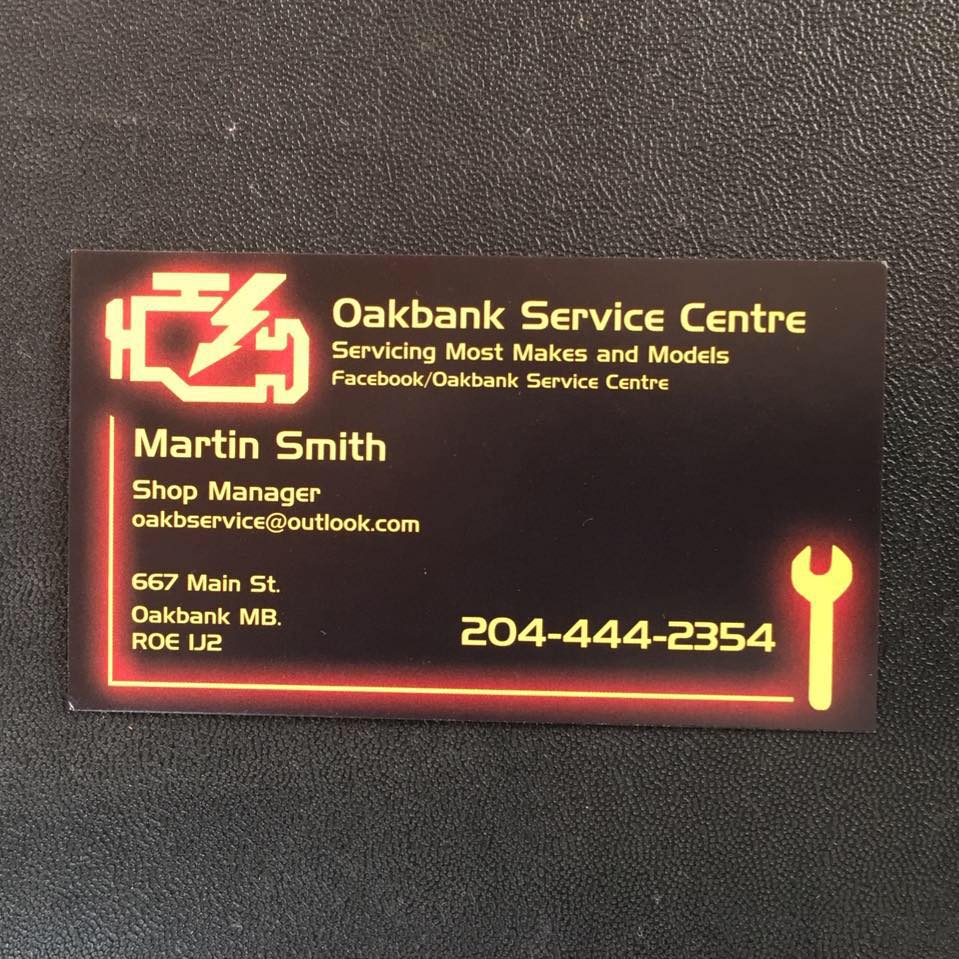 Oakbank Service Centre
Servicing Most Makes and Models
Facebook/Oakbank Service Centre
Martin Smith
Shop Manager
oakbservice@outlook.com
667 Main St.
Oakbank MB.
ROE 1J2
204-444-2354